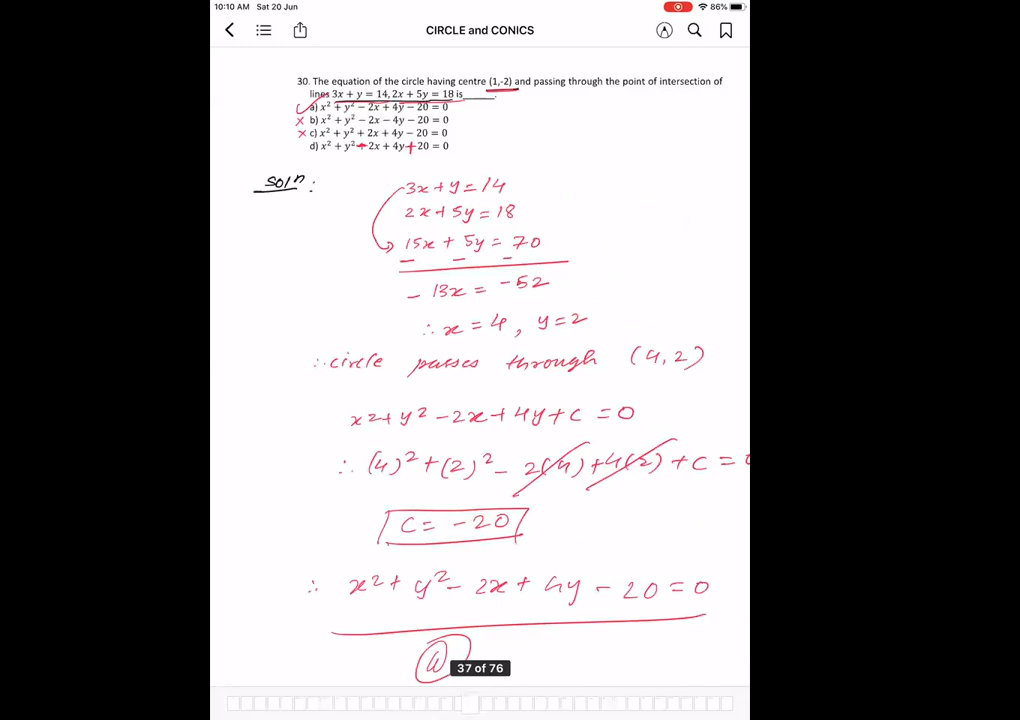 10:10 AM Sat 20 Jun 86%
CIRCLE and CONICS
30. The equation of the circle having centre (1,-2) and passing through the point of intersection of
lines 3x + y = 14, 2x + 5y = 18 is______.
a) x² + y² − 2x + 4y − 20 = 0
b) x² + y² − 2x − 4y − 20 = 0
c) x² + y² + 2x + 4y − 20 = 0
d) x² + y² + 2x + 4y + 20 = 0
Soln :
3x + y = 14
2x + 5y = 18
15x + 5y = 70
− − −
− 13x = −52
∴ x = 4 , y = 2
∴ circle passes through (4,2)
x² + y² − 2x + 4y + c = 0
∴ (4)² + (2)² − 2(4) + 4(2) + c = 0
c = −20
∴ x² + y² − 2x + 4y − 20 = 0
a
37 of 76